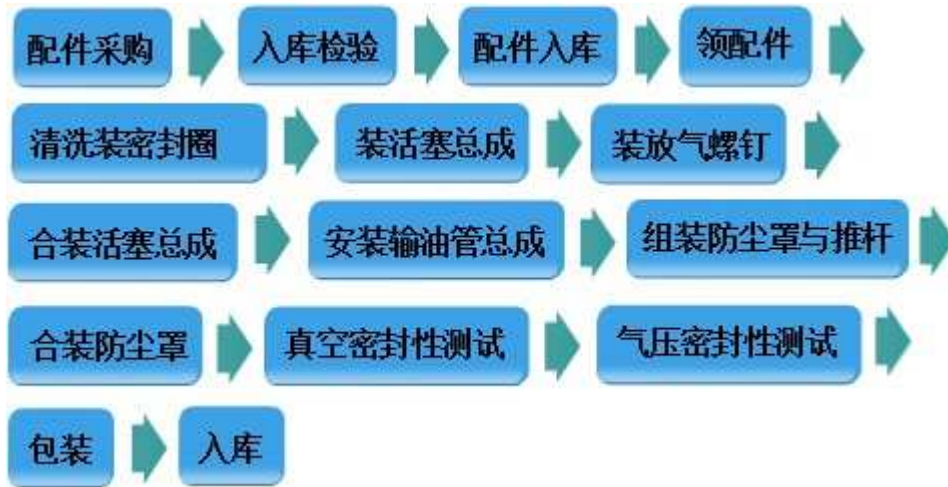 配件采购 入库检验 配件入库 领配件
清洗装密封圈 装活塞总成 装放气螺钉
合装活塞总成 安装输油管总成 组装防尘罩与推杆
合装防尘罩 真空密封性测试 气压密封性测试
包装 入库